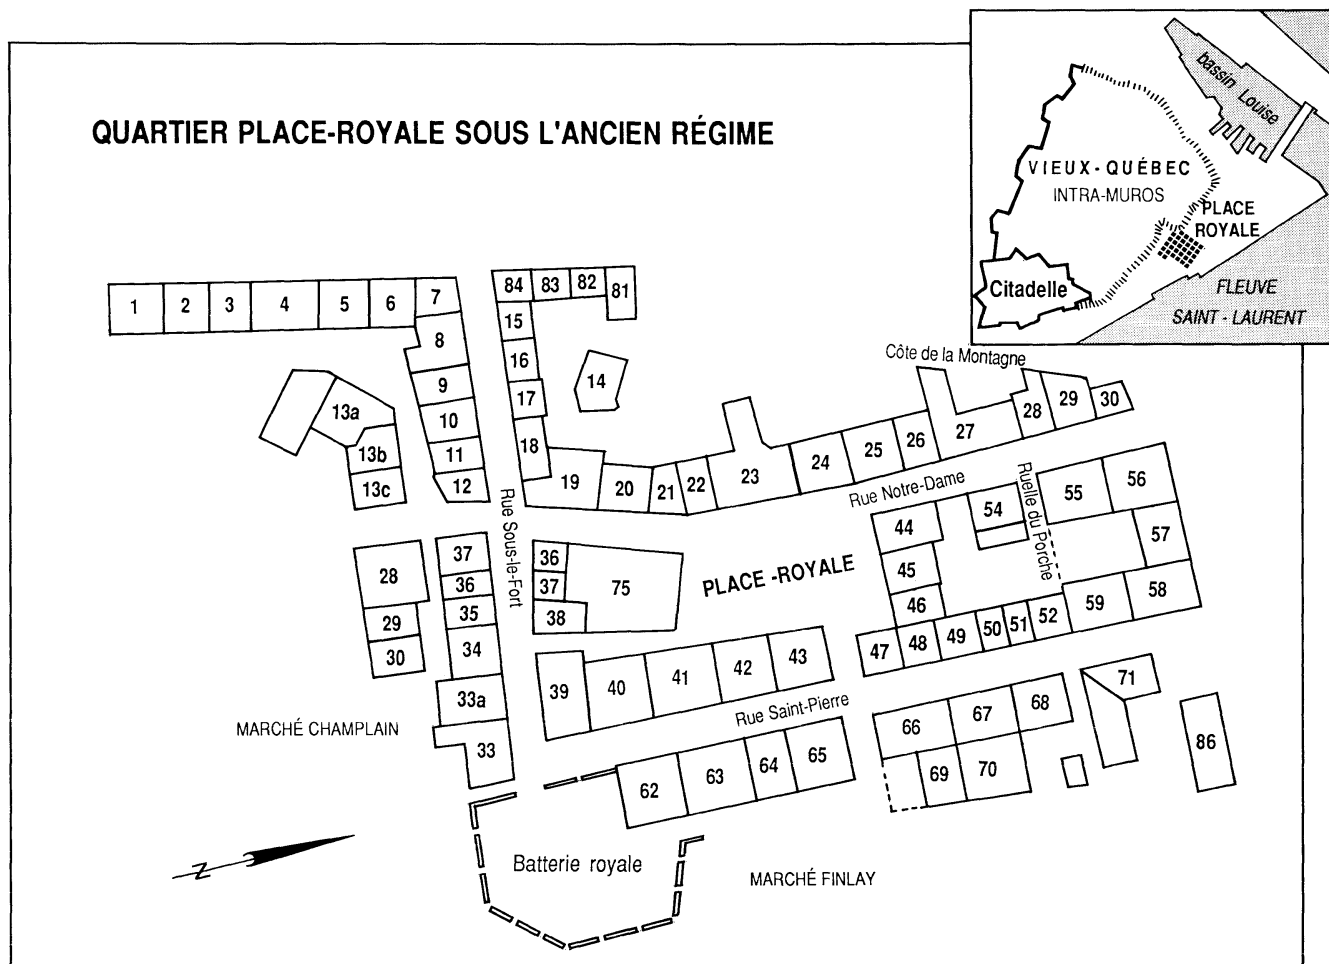 QUARTIER PLACE-ROYALE SOUS L'ANCIEN RÉGIME
bassin Louise
VIEUX-QUÉBEC
INTRA-MUROS
PLACE
ROYALE
Citadelle
FLEUVE
SAINT-LAURENT
1 2 3 4 5 6 7
84 83 82 81
8
15
16
9
17
14
Côte de la Montagne
13a
10
18
13b
11
13c
12
19 20 21 22 23 24 25 26 27 28 29 30
Rue Sous-le-Fort
Rue Notre-Dame
Ruelle du Porche
54 55 56
44
57
28
37
36
75
PLACE-ROYALE
45
36
37
46
29
35
38
30
34
47 48 49 50 51 52 59 58
39 40 41 42 43
33a
MARCHÉ CHAMPLAIN
33
Rue Saint-Pierre
66 67 68
71
86
62 63 64 65
69 70
N
Batterie royale
MARCHÉ FINLAY